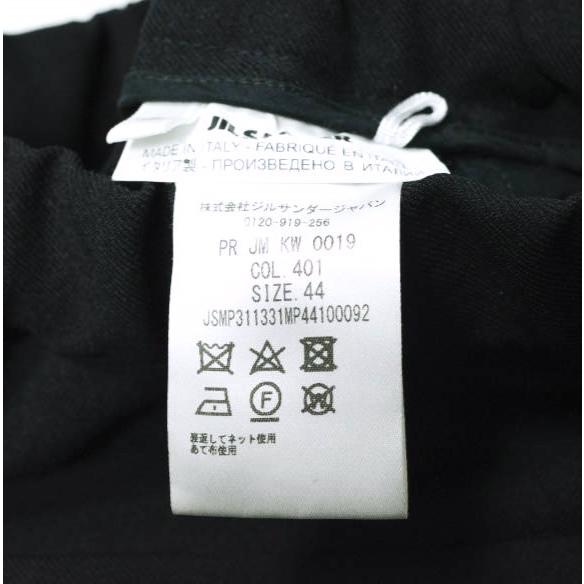 MADE IN ITALY - FABRIQUÉ EN
イタリア製 - ПРОИЗВЕДЕНО В ИТАЛИИ
株式会社ジルサンダージャパン
0120-919-256
PR JM KW 0019
COL.401
SIZE.44
JSMP311331MP44100092
F
W
裏返してネット使用
あて布使用